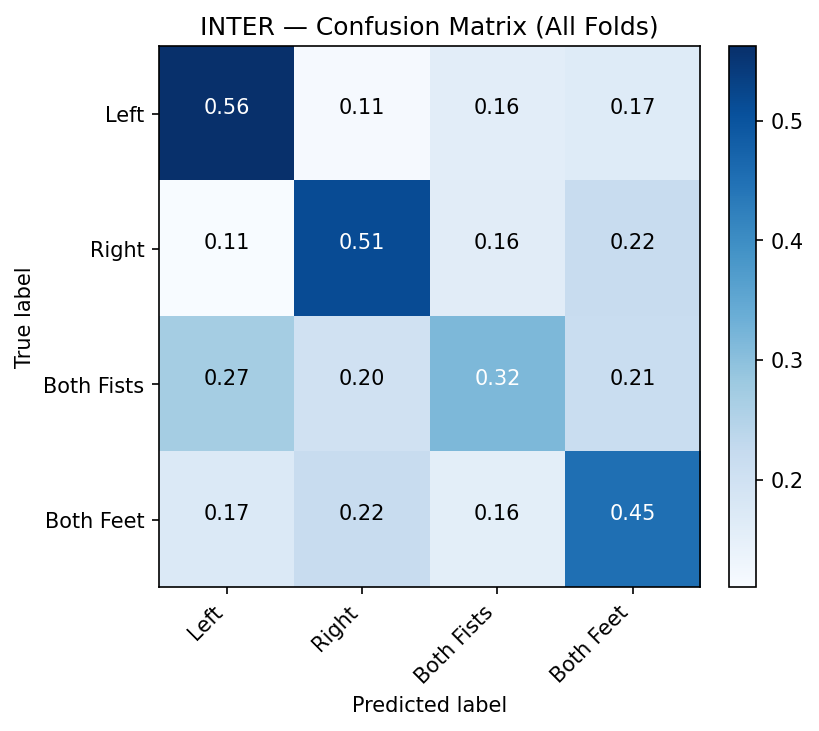 INTER — Confusion Matrix (All Folds)
True label
Left
0.56 0.11 0.16 0.17
Right
0.11 0.51 0.16 0.22
Both Fists
0.27 0.20 0.32 0.21
Both Feet
0.17 0.22 0.16 0.45
Left
Right
Both Fists
Both Feet
Predicted label
0.5
0.4
0.3
0.2